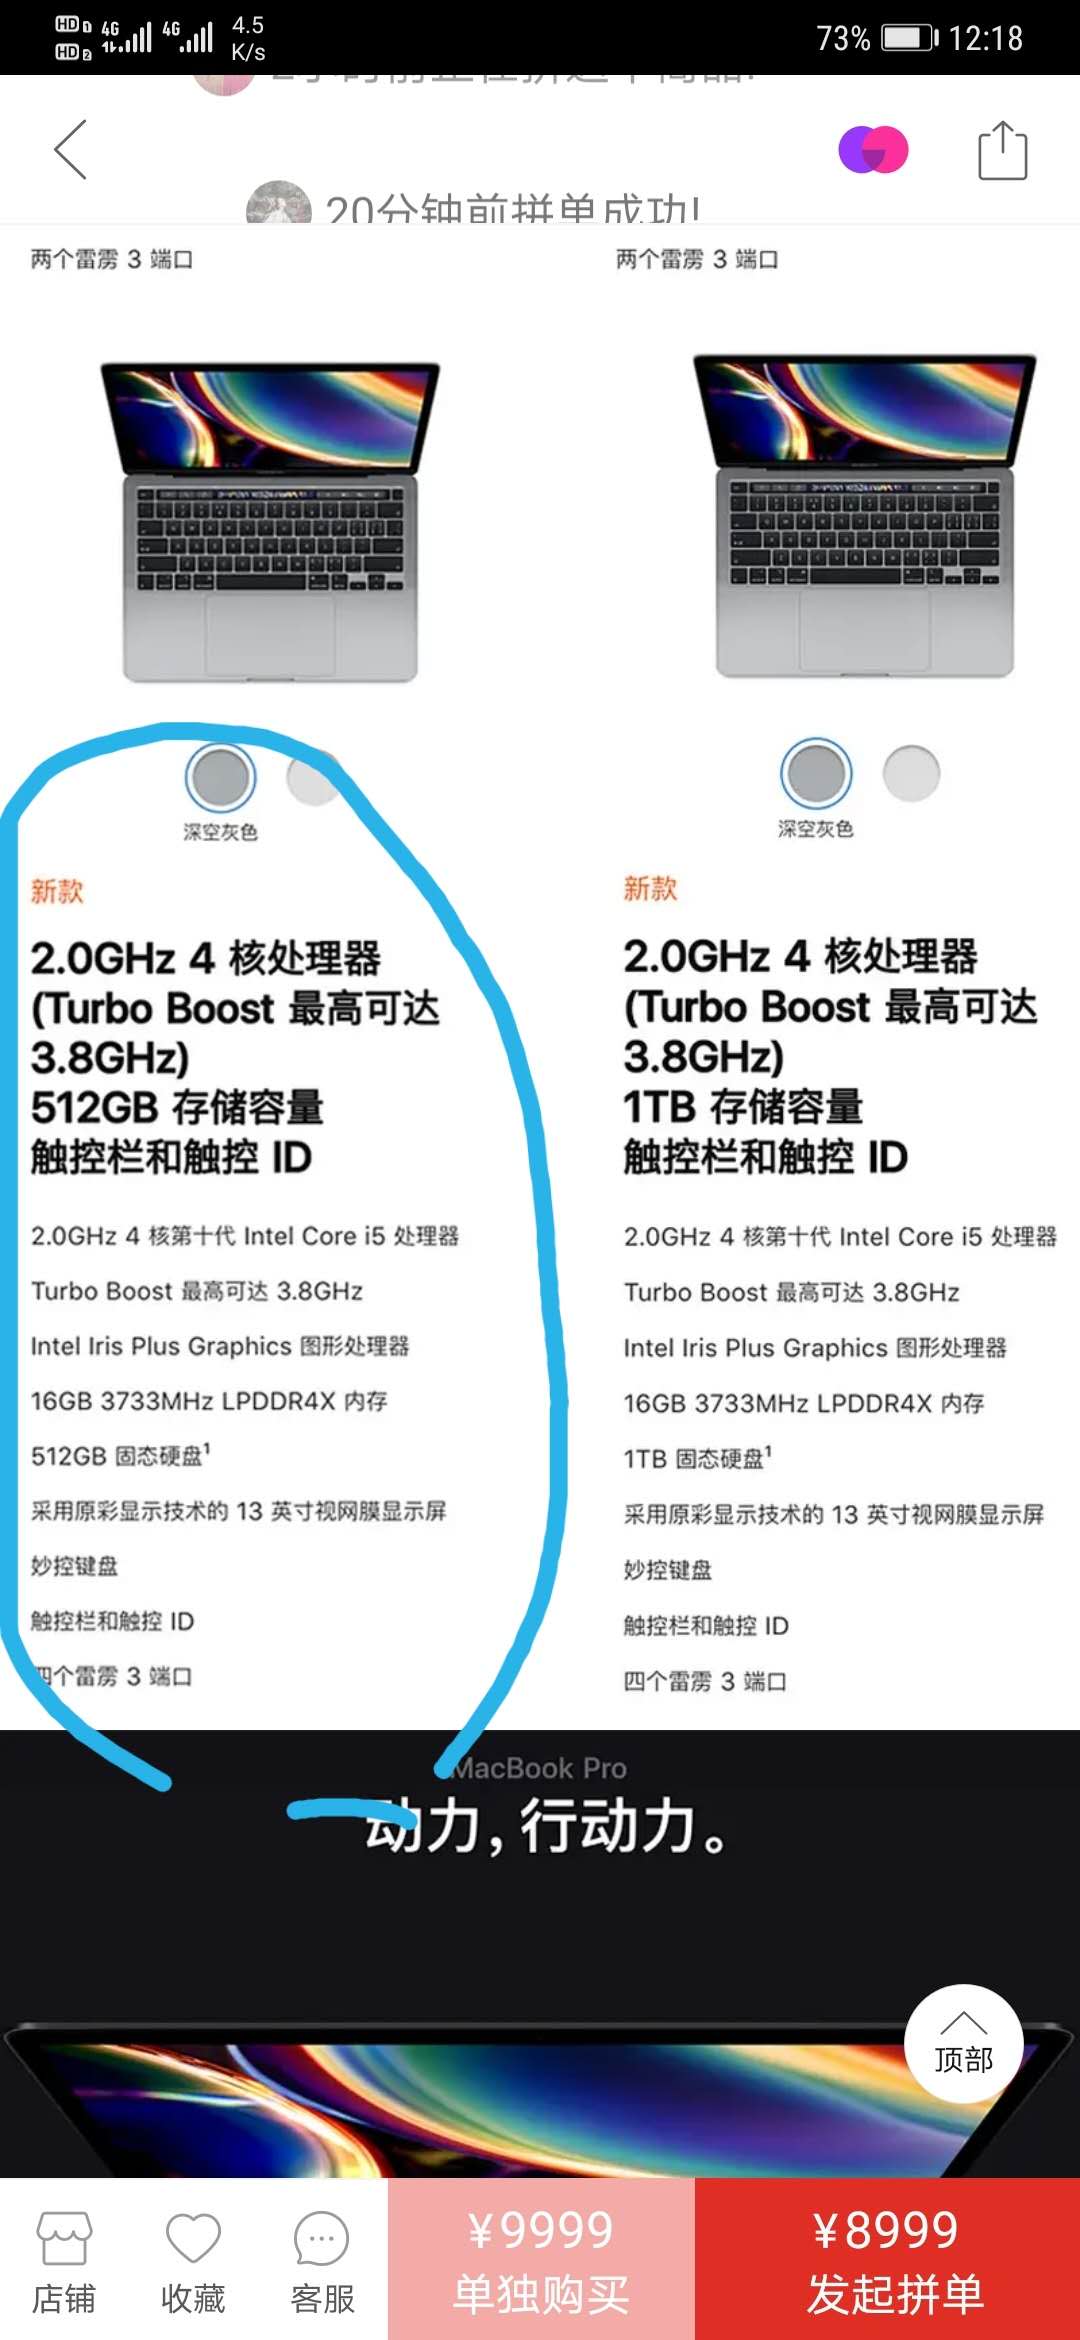 HD 1 4G 4G 4.5
HD 2 K/s
73% 12:18
20分钟前拼单成功!
两个雷雳 3 端口
两个雷雳 3 端口
深空灰色
新款
2.0GHz 4 核处理器
(Turbo Boost 最高可达
3.8GHz)
512GB 存储容量
触控栏和触控 ID
2.0GHz 4 核第十代 Intel Core i5 处理器
Turbo Boost 最高可达 3.8GHz
Intel Iris Plus Graphics 图形处理器
16GB 3733MHz LPDDR4X 内存
512GB 固态硬盘¹
采用原彩显示技术的 13 英寸视网膜显示屏
妙控键盘
触控栏和触控 ID
四个雷雳 3 端口
深空灰色
新款
2.0GHz 4 核处理器
(Turbo Boost 最高可达
3.8GHz)
1TB 存储容量
触控栏和触控 ID
2.0GHz 4 核第十代 Intel Core i5 处理器
Turbo Boost 最高可达 3.8GHz
Intel Iris Plus Graphics 图形处理器
16GB 3733MHz LPDDR4X 内存
1TB 固态硬盘¹
采用原彩显示技术的 13 英寸视网膜显示屏
妙控键盘
触控栏和触控 ID
四个雷雳 3 端口
MacBook Pro
动力，行动力。
顶部
店铺
收藏
客服
¥9999
单独购买
¥8999
发起拼单